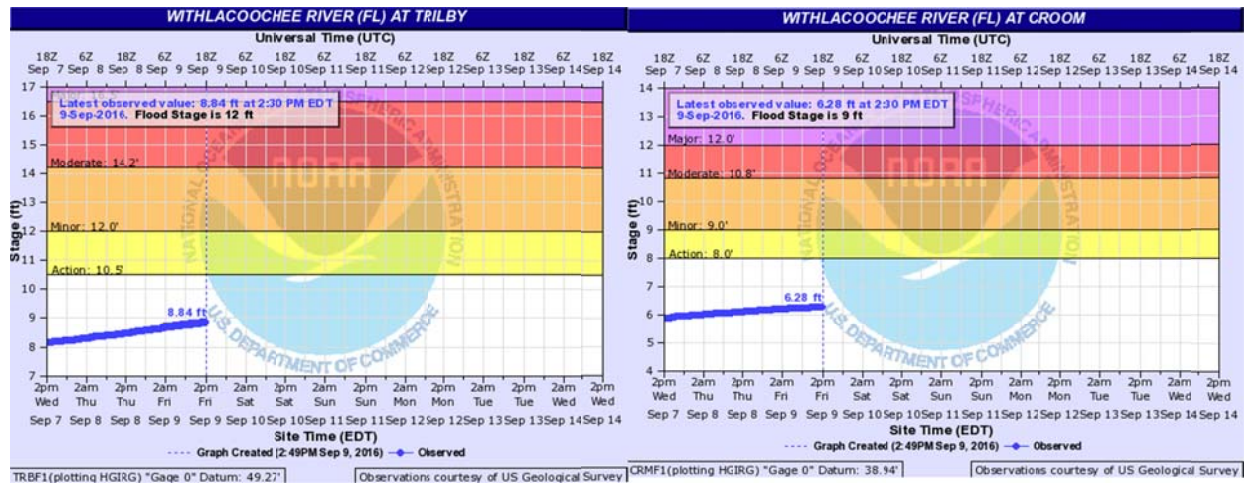 WITHLACOOCHEE RIVER (FL) AT TRILBY
Universal Time (UTC)
18Z 6Z 18Z 6Z 18Z 6Z 18Z 6Z 18Z 6Z 18Z 6Z 18Z 6Z 18Z
Sep 7 Sep 8 Sep 8 Sep 9 Sep 9 Sep 10 Sep 10 Sep 11 Sep 11 Sep 12 Sep 12 Sep 13 Sep 13 Sep 14 Sep 14
Latest observed value: 8.84 ft at 2:30 PM EDT
9-Sep-2016. Flood Stage is 12 ft
Moderate: 14.2'
Minor: 12.0'
Action: 10.5'
8.84 ft
Stage (ft)
17
16
15
14
13
12
11
10
9
8
7
NATIONAL OCEANIC AND ATMOSPHERIC ADMINISTRATION
NOAA
U.S. DEPARTMENT OF COMMERCE
2pm 2am 2pm 2am 2pm 2am 2pm 2am 2pm 2am 2pm 2am 2pm 2am 2pm
Wed Thu Thu Fri Fri Sat Sat Sun Sun Mon Mon Tue Tue Wed Wed
Sep 7 Sep 8 Sep 8 Sep 9 Sep 9 Sep 10 Sep 10 Sep 11 Sep 11 Sep 12 Sep 12 Sep 13 Sep 13 Sep 14 Sep 14
Site Time (EDT)
Graph Created (2:49PM Sep 9, 2016) Observed
TRBF1(plotting HGIRG) "Gage 0" Datum: 49.27'
Observations courtesy of US Geological Survey
WITHLACOOCHEE RIVER (FL) AT CROOM
Universal Time (UTC)
18Z 6Z 18Z 6Z 18Z 6Z 18Z 6Z 18Z 6Z 18Z 6Z 18Z 6Z 18Z
Sep 7 Sep 8 Sep 8 Sep 9 Sep 9 Sep 10 Sep 10 Sep 11 Sep 11 Sep 12 Sep 12 Sep 13 Sep 13 Sep 14 Sep 14
Latest observed value: 6.28 ft at 2:30 PM EDT
9-Sep-2016. Flood Stage is 9 ft
Major: 12.0'
Moderate: 10.8'
Minor: 9.0'
Action: 8.0'
6.28 ft
Stage (ft)
14
13
12
11
10
9
8
7
6
5
4
NATIONAL OCEANIC AND ATMOSPHERIC ADMINISTRATION
NOAA
U.S. DEPARTMENT OF COMMERCE
2pm 2am 2pm 2am 2pm 2am 2pm 2am 2pm 2am 2pm 2am 2pm 2am 2pm
Wed Thu Thu Fri Fri Sat Sat Sun Sun Mon Mon Tue Tue Wed Wed
Sep 7 Sep 8 Sep 8 Sep 9 Sep 9 Sep 10 Sep 10 Sep 11 Sep 11 Sep 12 Sep 12 Sep 13 Sep 13 Sep 14 Sep 14
Site Time (EDT)
Graph Created (2:49PM Sep 9, 2016) Observed
CRMF1(plotting HGIRG) "Gage 0" Datum: 38.94'
Observations courtesy of US Geological Survey